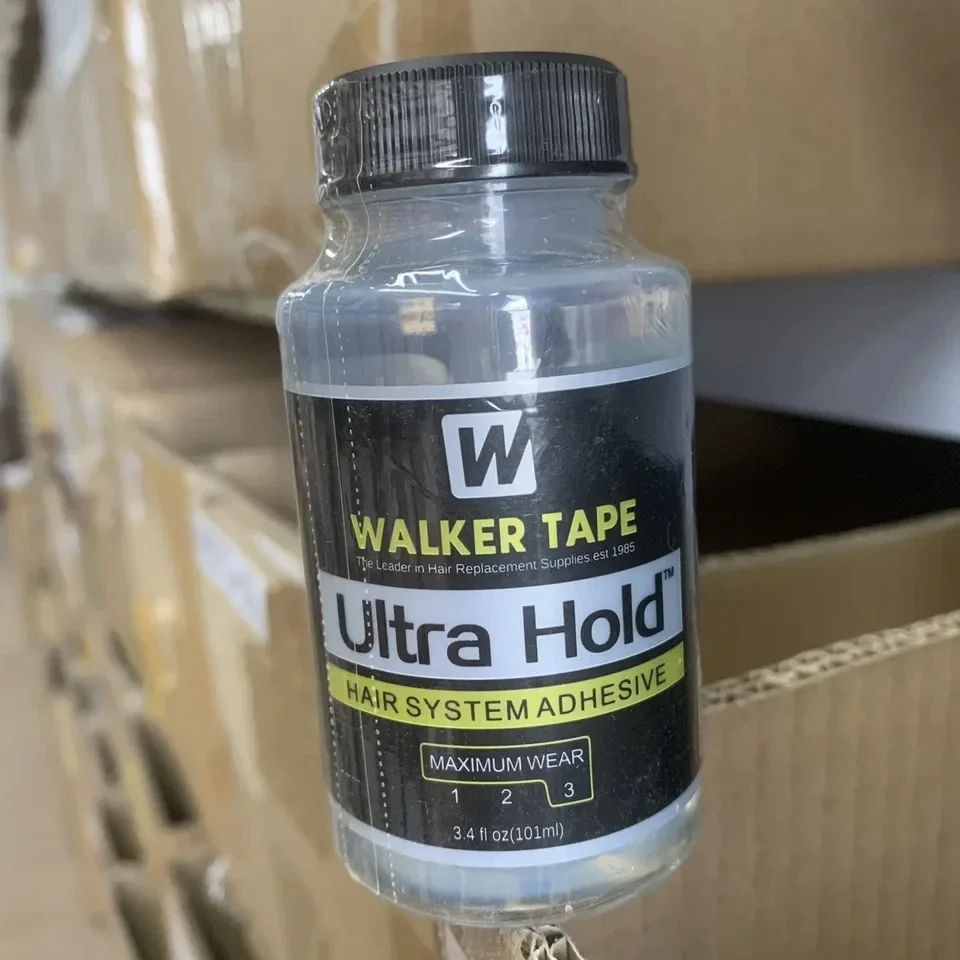 W
WALKER TAPE
The Leader in Hair Replacement Supplies.est 1985
Ultra Hold™
HAIR SYSTEM ADHESIVE
MAXIMUM WEAR
1 2 3
3.4 fl oz(101ml)